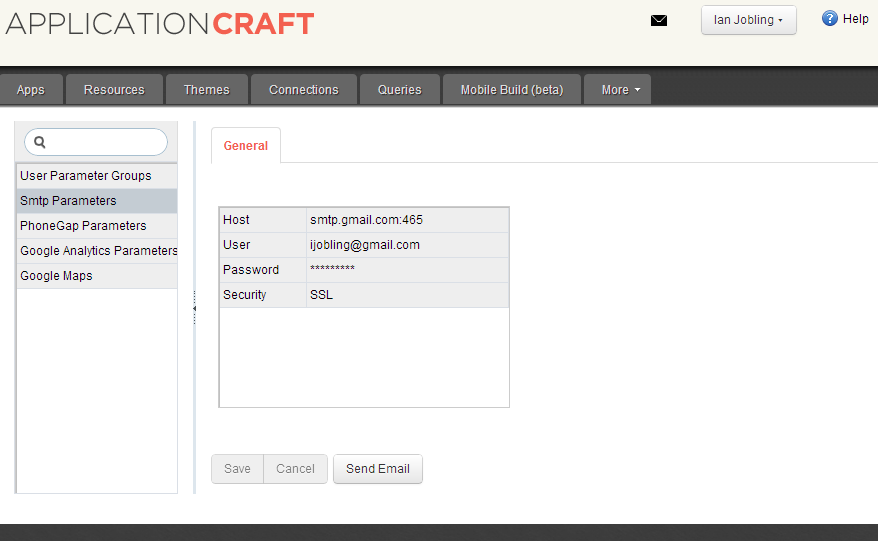 APPLICATIONCRAFT
Ian Jobling
Help
Apps Resources Themes Connections Queries Mobile Build (beta) More
User Parameter Groups
Smtp Parameters
PhoneGap Parameters
Google Analytics Parameters
Google Maps
General
Host smtp.gmail.com:465
User ijobling@gmail.com
Password *********
Security SSL
Save Cancel Send Email